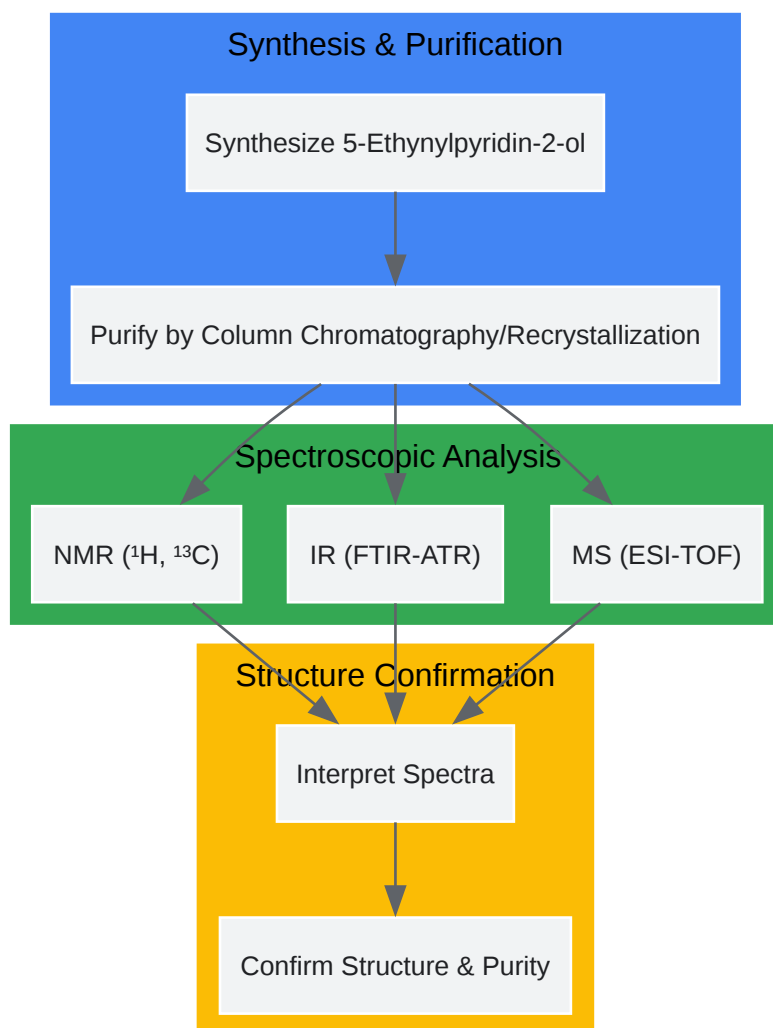 Synthesis & Purification
Synthesize 5-Ethynylpyridin-2-ol
Purify by Column Chromatography/Recrystallization
Spectroscopic Analysis
NMR (¹H, ¹³C)
IR (FTIR-ATR)
MS (ESI-TOF)
Structure Confirmation
Interpret Spectra
Confirm Structure & Purity